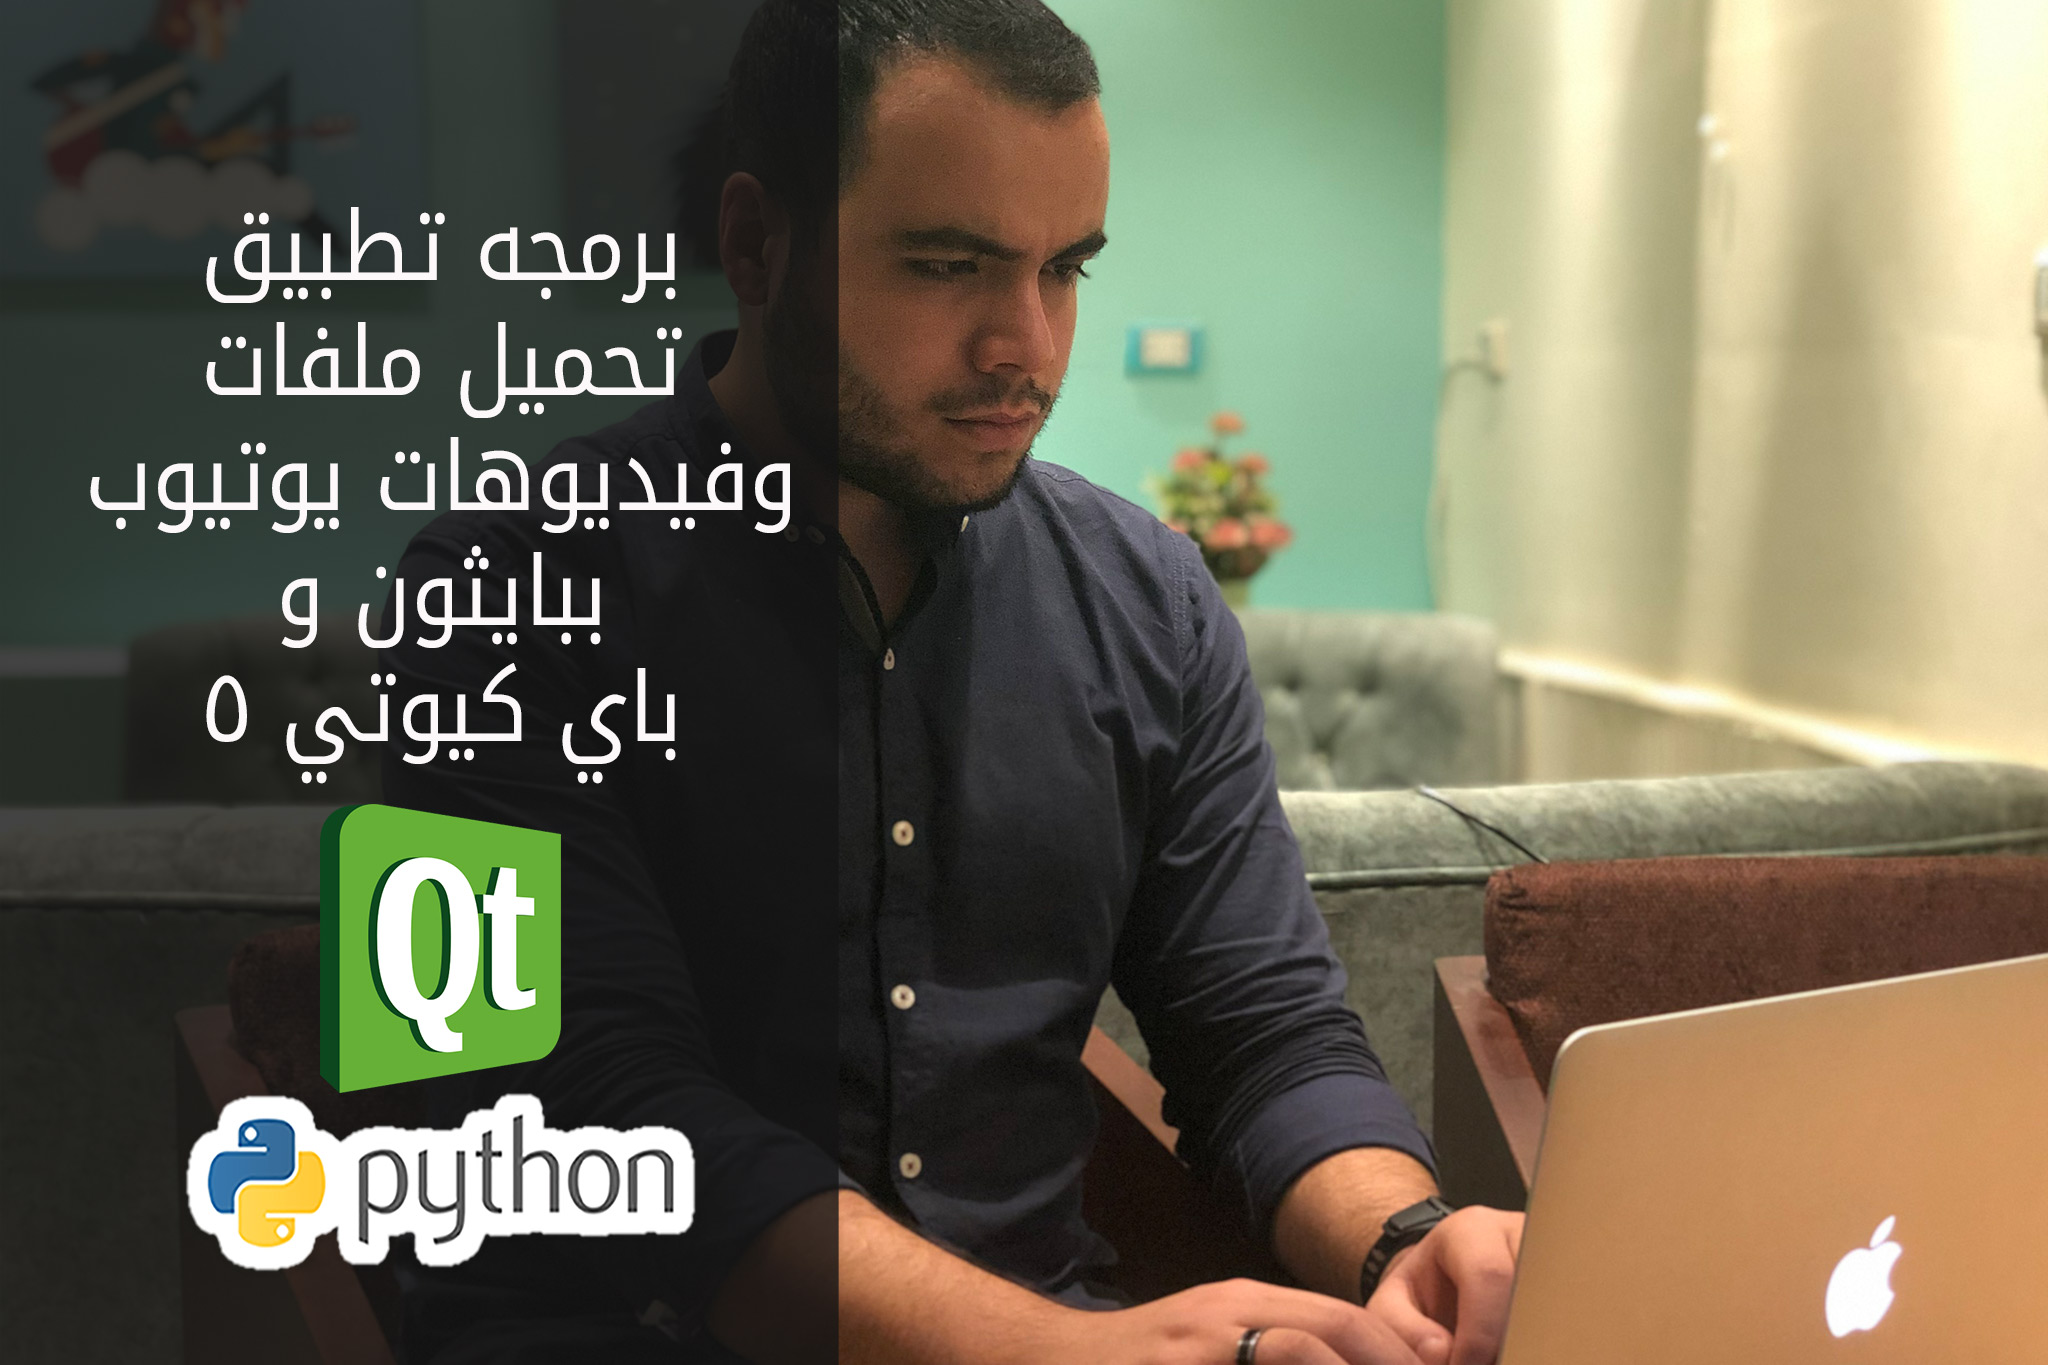 برمجه تطبيق
تحميل ملفات
وفيديوهات يوتيوب
ببايثون و
باي كيوتي ٥
Qt
python